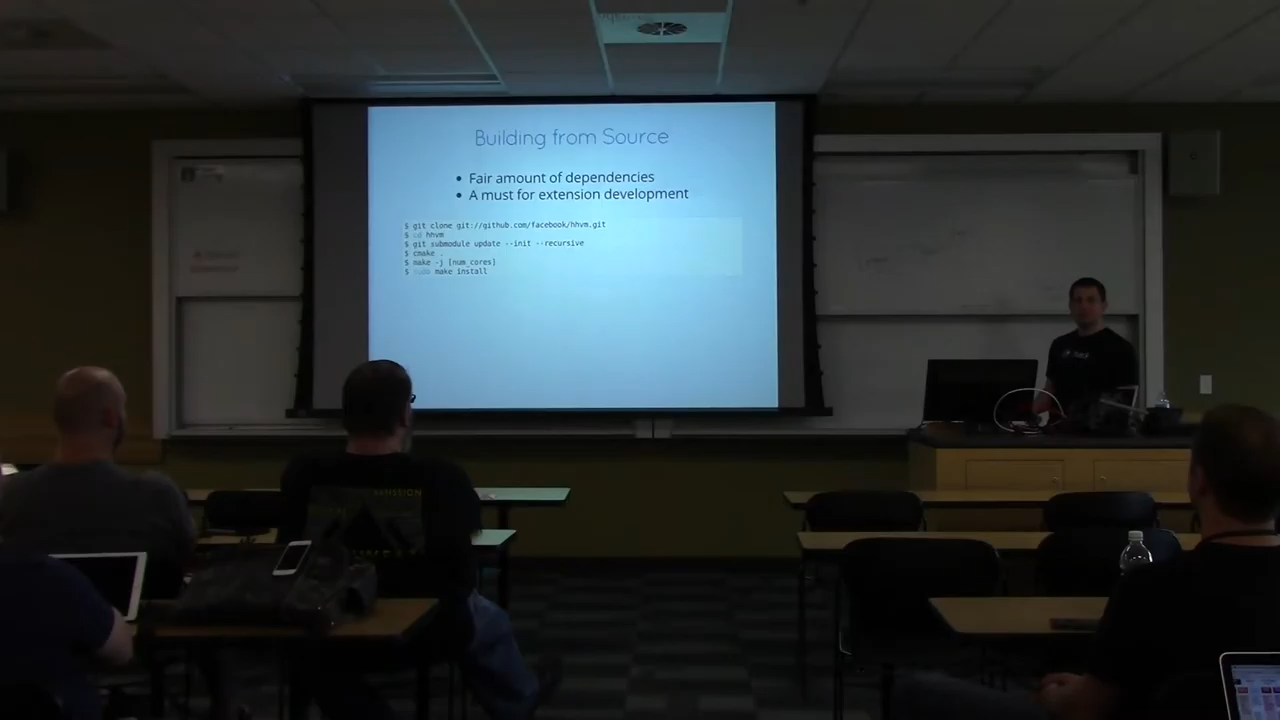 Building from Source
• Fair amount of dependencies
• A must for extension development
$ git clone git://github.com/facebook/hhvm.git
$ cd hhvm
$ git submodule update --init --recursive
$ cmake .
$ make -j [num_cores]
$ sudo make install